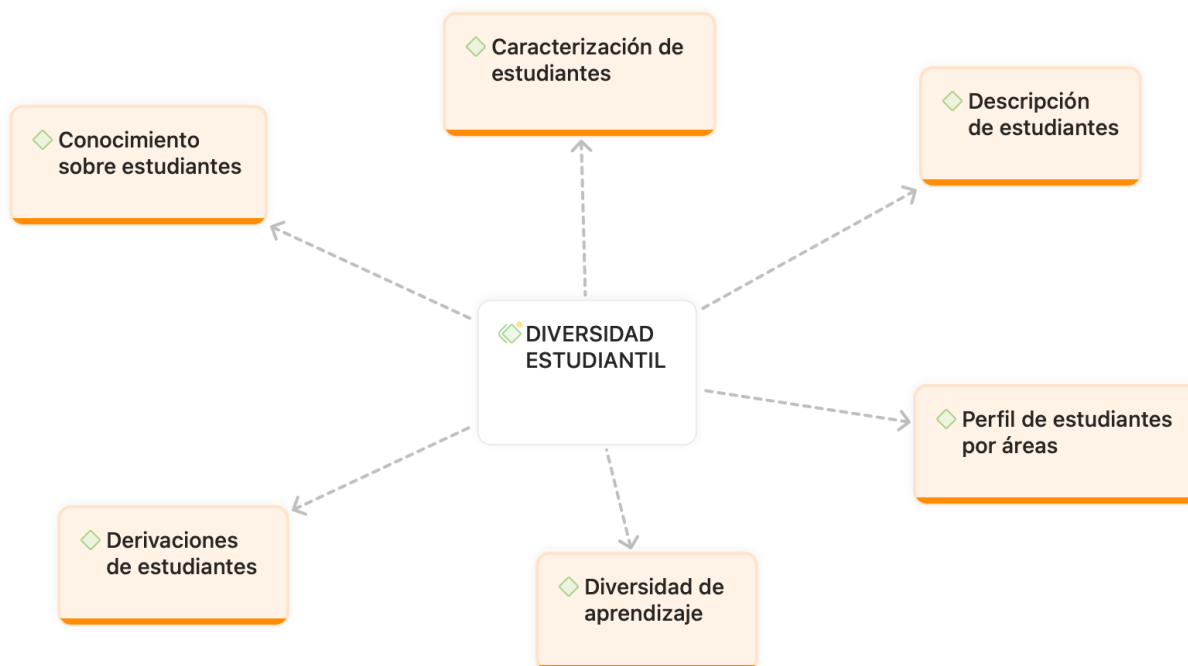 Caracterización de
estudiantes
Descripción
de estudiantes
Conocimiento
sobre estudiantes
DIVERSIDAD
ESTUDIANTIL
Perfil de estudiantes
por áreas
Derivaciones
de estudiantes
Diversidad de
aprendizaje